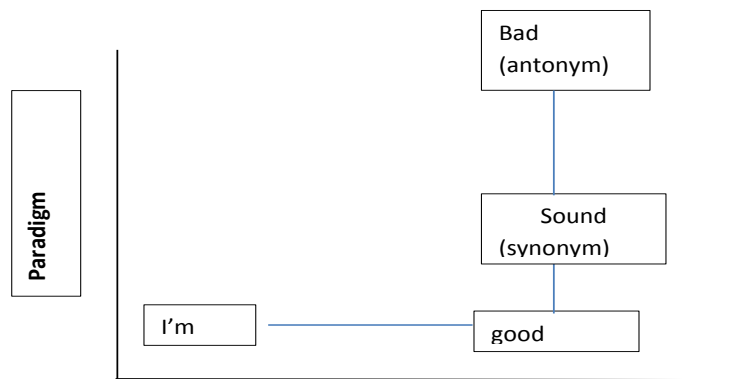 Bad
(antonym)
Paradigm
Sound
(synonym)
I'm
good